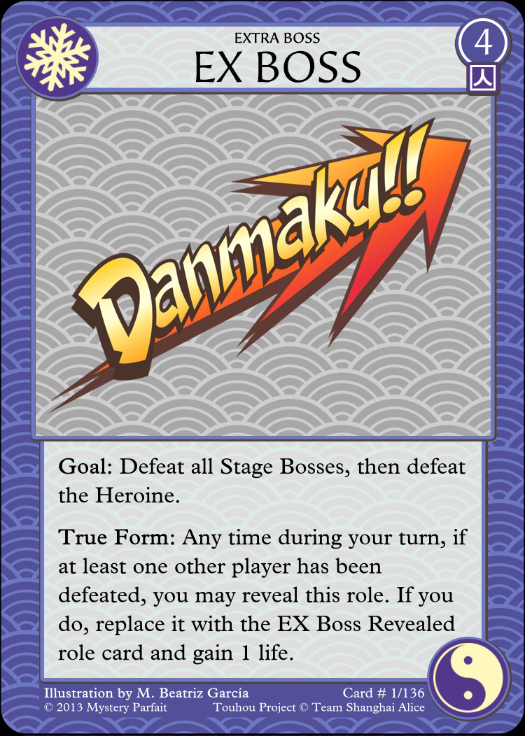 EXTRA BOSS
EX BOSS
4
人
Danmaku!!
Goal: Defeat all Stage Bosses, then defeat
the Heroine.
True Form: Any time during your turn, if
at least one other player has been
defeated, you may reveal this role. If you
do, replace it with the EX Boss Revealed
role card and gain 1 life.
Illustration by M. Beatriz García
Card # 1/136
© 2013 Mystery Parfait
Touhou Project © Team Shanghai Alice